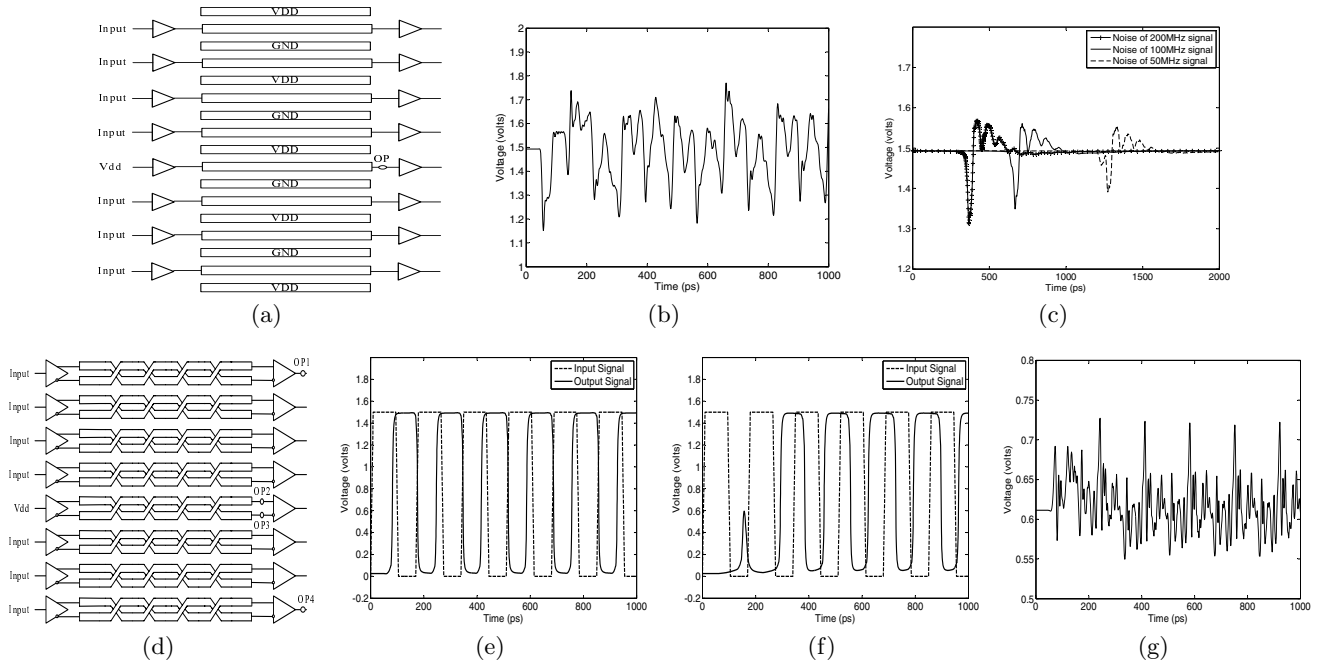 VDD
Input
GND
Input
VDD
Input
GND
Input
VDD
Vdd
OP
GND
Input
VDD
Input
GND
Input
VDD
(a)
2
1.9
1.8
1.7
1.6
1.5
1.4
1.3
1.2
1.1
1
0 200 400 600 800 1000
Voltage (volts)
Time (ps)
(b)
Noise of 200MHz signal
Noise of 100MHz signal
Noise of 50MHz signal
1.7
1.6
1.5
1.4
1.3
1.2
0 500 1000 1500 2000
Voltage (volts)
Time (ps)
(c)
OP1
Input
Input
Input
Input
OP2
Vdd
OP3
Input
Input
Input
OP4
(d)
Input Signal
Output Signal
1.8
1.6
1.4
1.2
1
0.8
0.6
0.4
0.2
0
-0.2
0 200 400 600 800 1000
Voltage (volts)
Time (ps)
(e)
Input Signal
Output Signal
1.8
1.6
1.4
1.2
1
0.8
0.6
0.4
0.2
0
-0.2
0 200 400 600 800 1000
Voltage (volts)
Time (ps)
(f)
0.8
0.75
0.7
0.65
0.6
0.55
0.5
0 200 400 600 800 1000
Voltage (volts)
Time (ps)
(g)